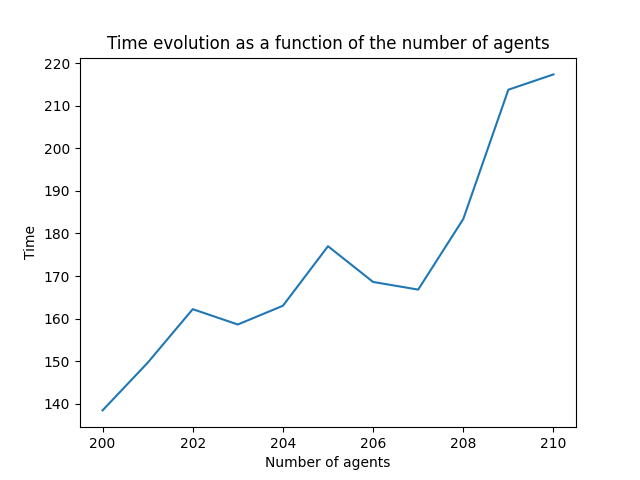 Time evolution as a function of the number of agents
220
210
200
190
180
170
160
150
140
Time
200 202 204 206 208 210
Number of agents